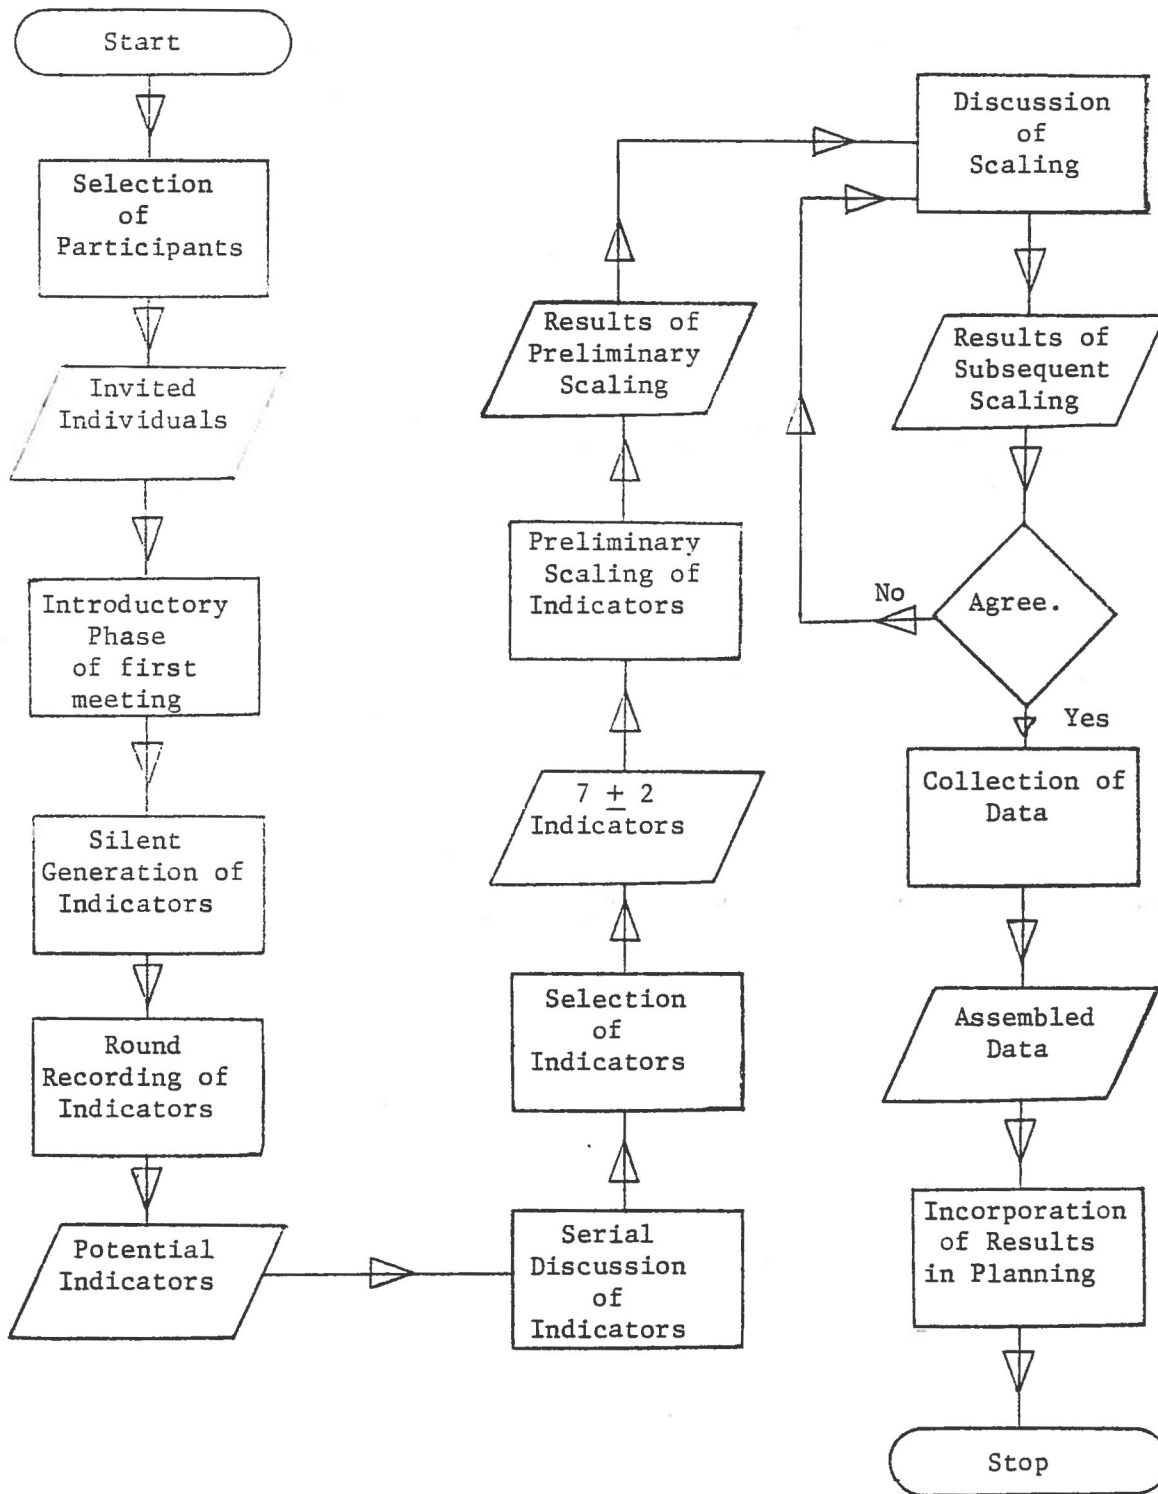 Start
Selection
of
Participants
Invited
Individuals
Introductory
Phase
of first
meeting
Silent
Generation of
Indicators
Round
Recording of
Indicators
Potential
Indicators
Serial
Discussion
of
Indicators
Selection
of
Indicators
7 ± 2
Indicators
Preliminary
Scaling of
Indicators
Results of
Preliminary
Scaling
Discussion
of
Scaling
Results of
Subsequent
Scaling
Agree.
No
Yes
Collection of
Data
Assembled
Data
Incorporation
of Results
in Planning
Stop